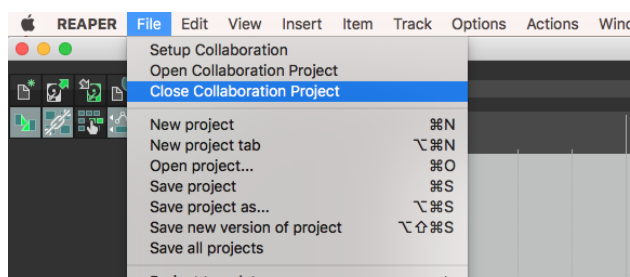 REAPER File Edit View Insert Item Track Options Actions
Setup Collaboration
Open Collaboration Project
Close Collaboration Project
New project ⌘N
New project tab ⌥⌘N
Open project... ⌘O
Save project ⌘S
Save project as... ⌥⌘S
Save new version of project ⌥⇧⌘S
Save all projects